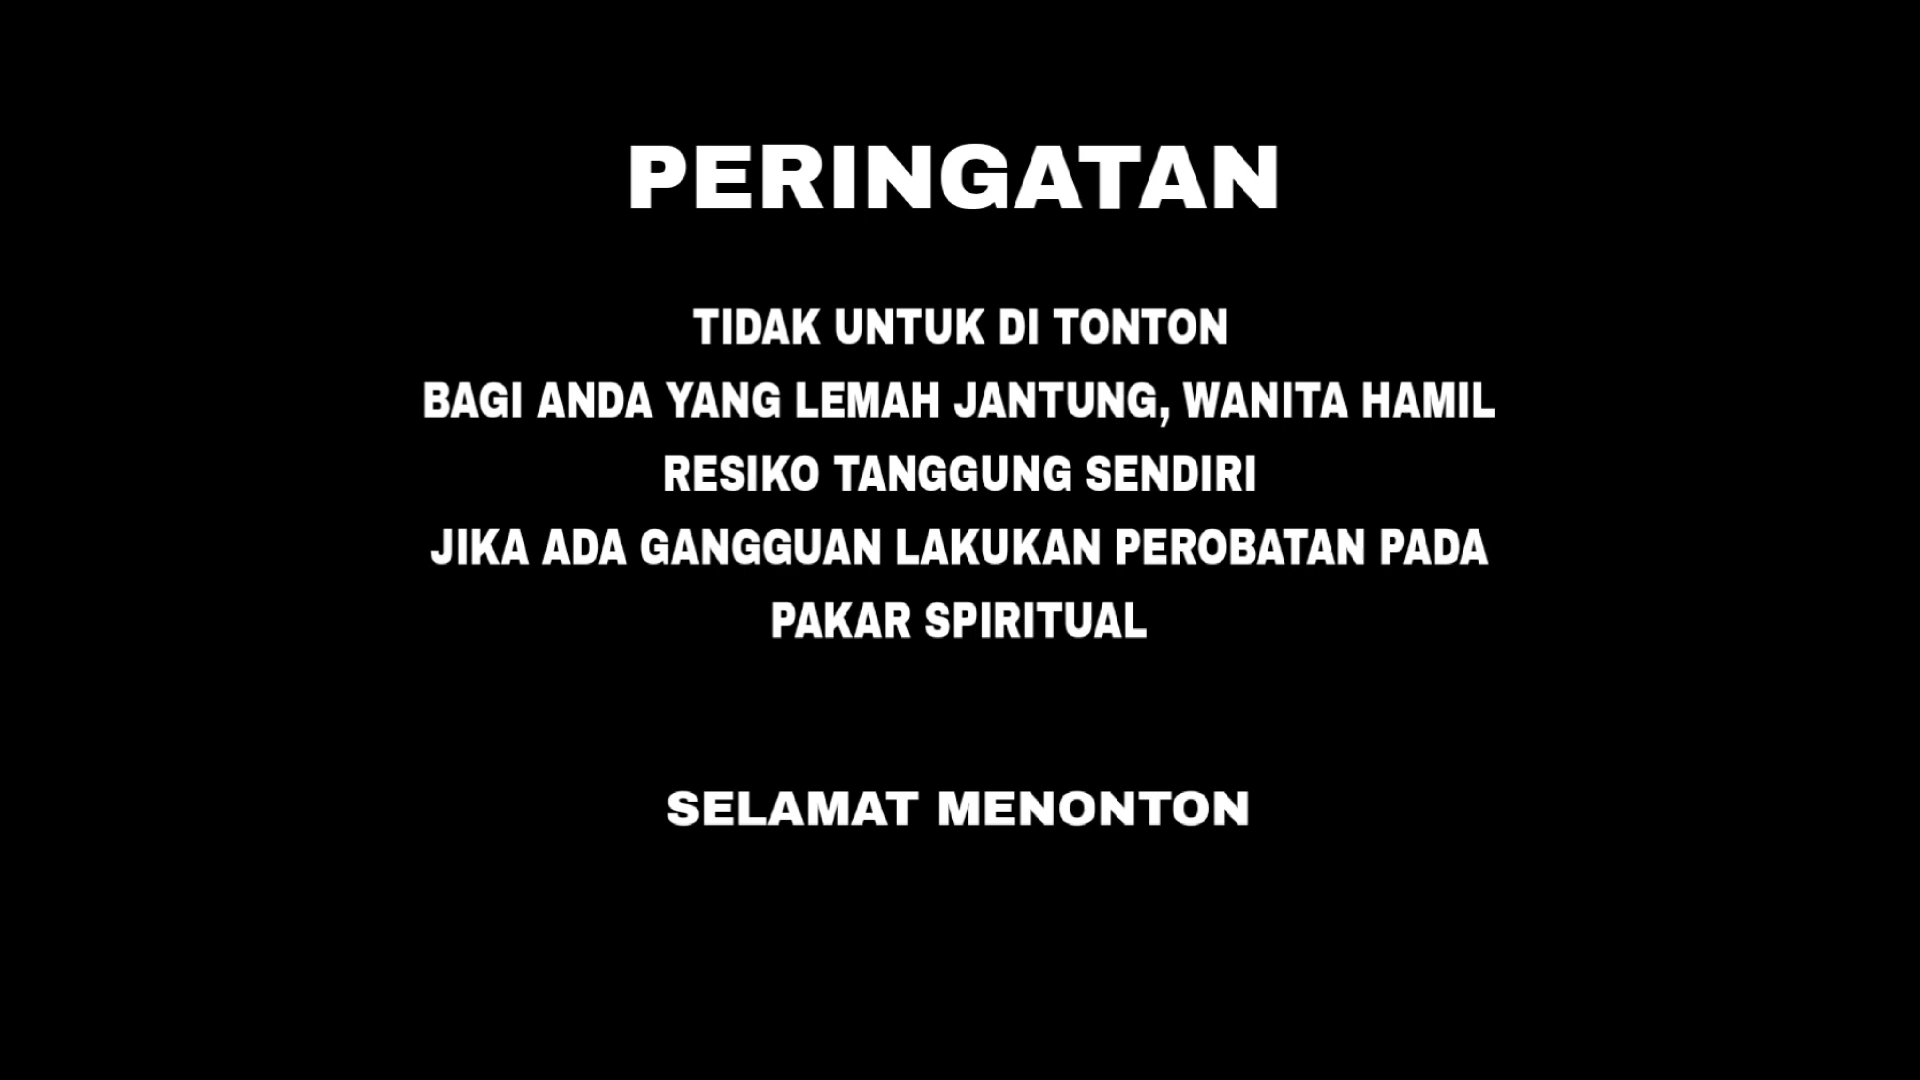 PERINGATAN
TIDAK UNTUK DI TONTON
BAGI ANDA YANG LEMAH JANTUNG, WANITA HAMIL
RESIKO TANGGUNG SENDIRI
JIKA ADA GANGGUAN LAKUKAN PEROBATAN PADA
PAKAR SPIRITUAL
SELAMAT MENONTON